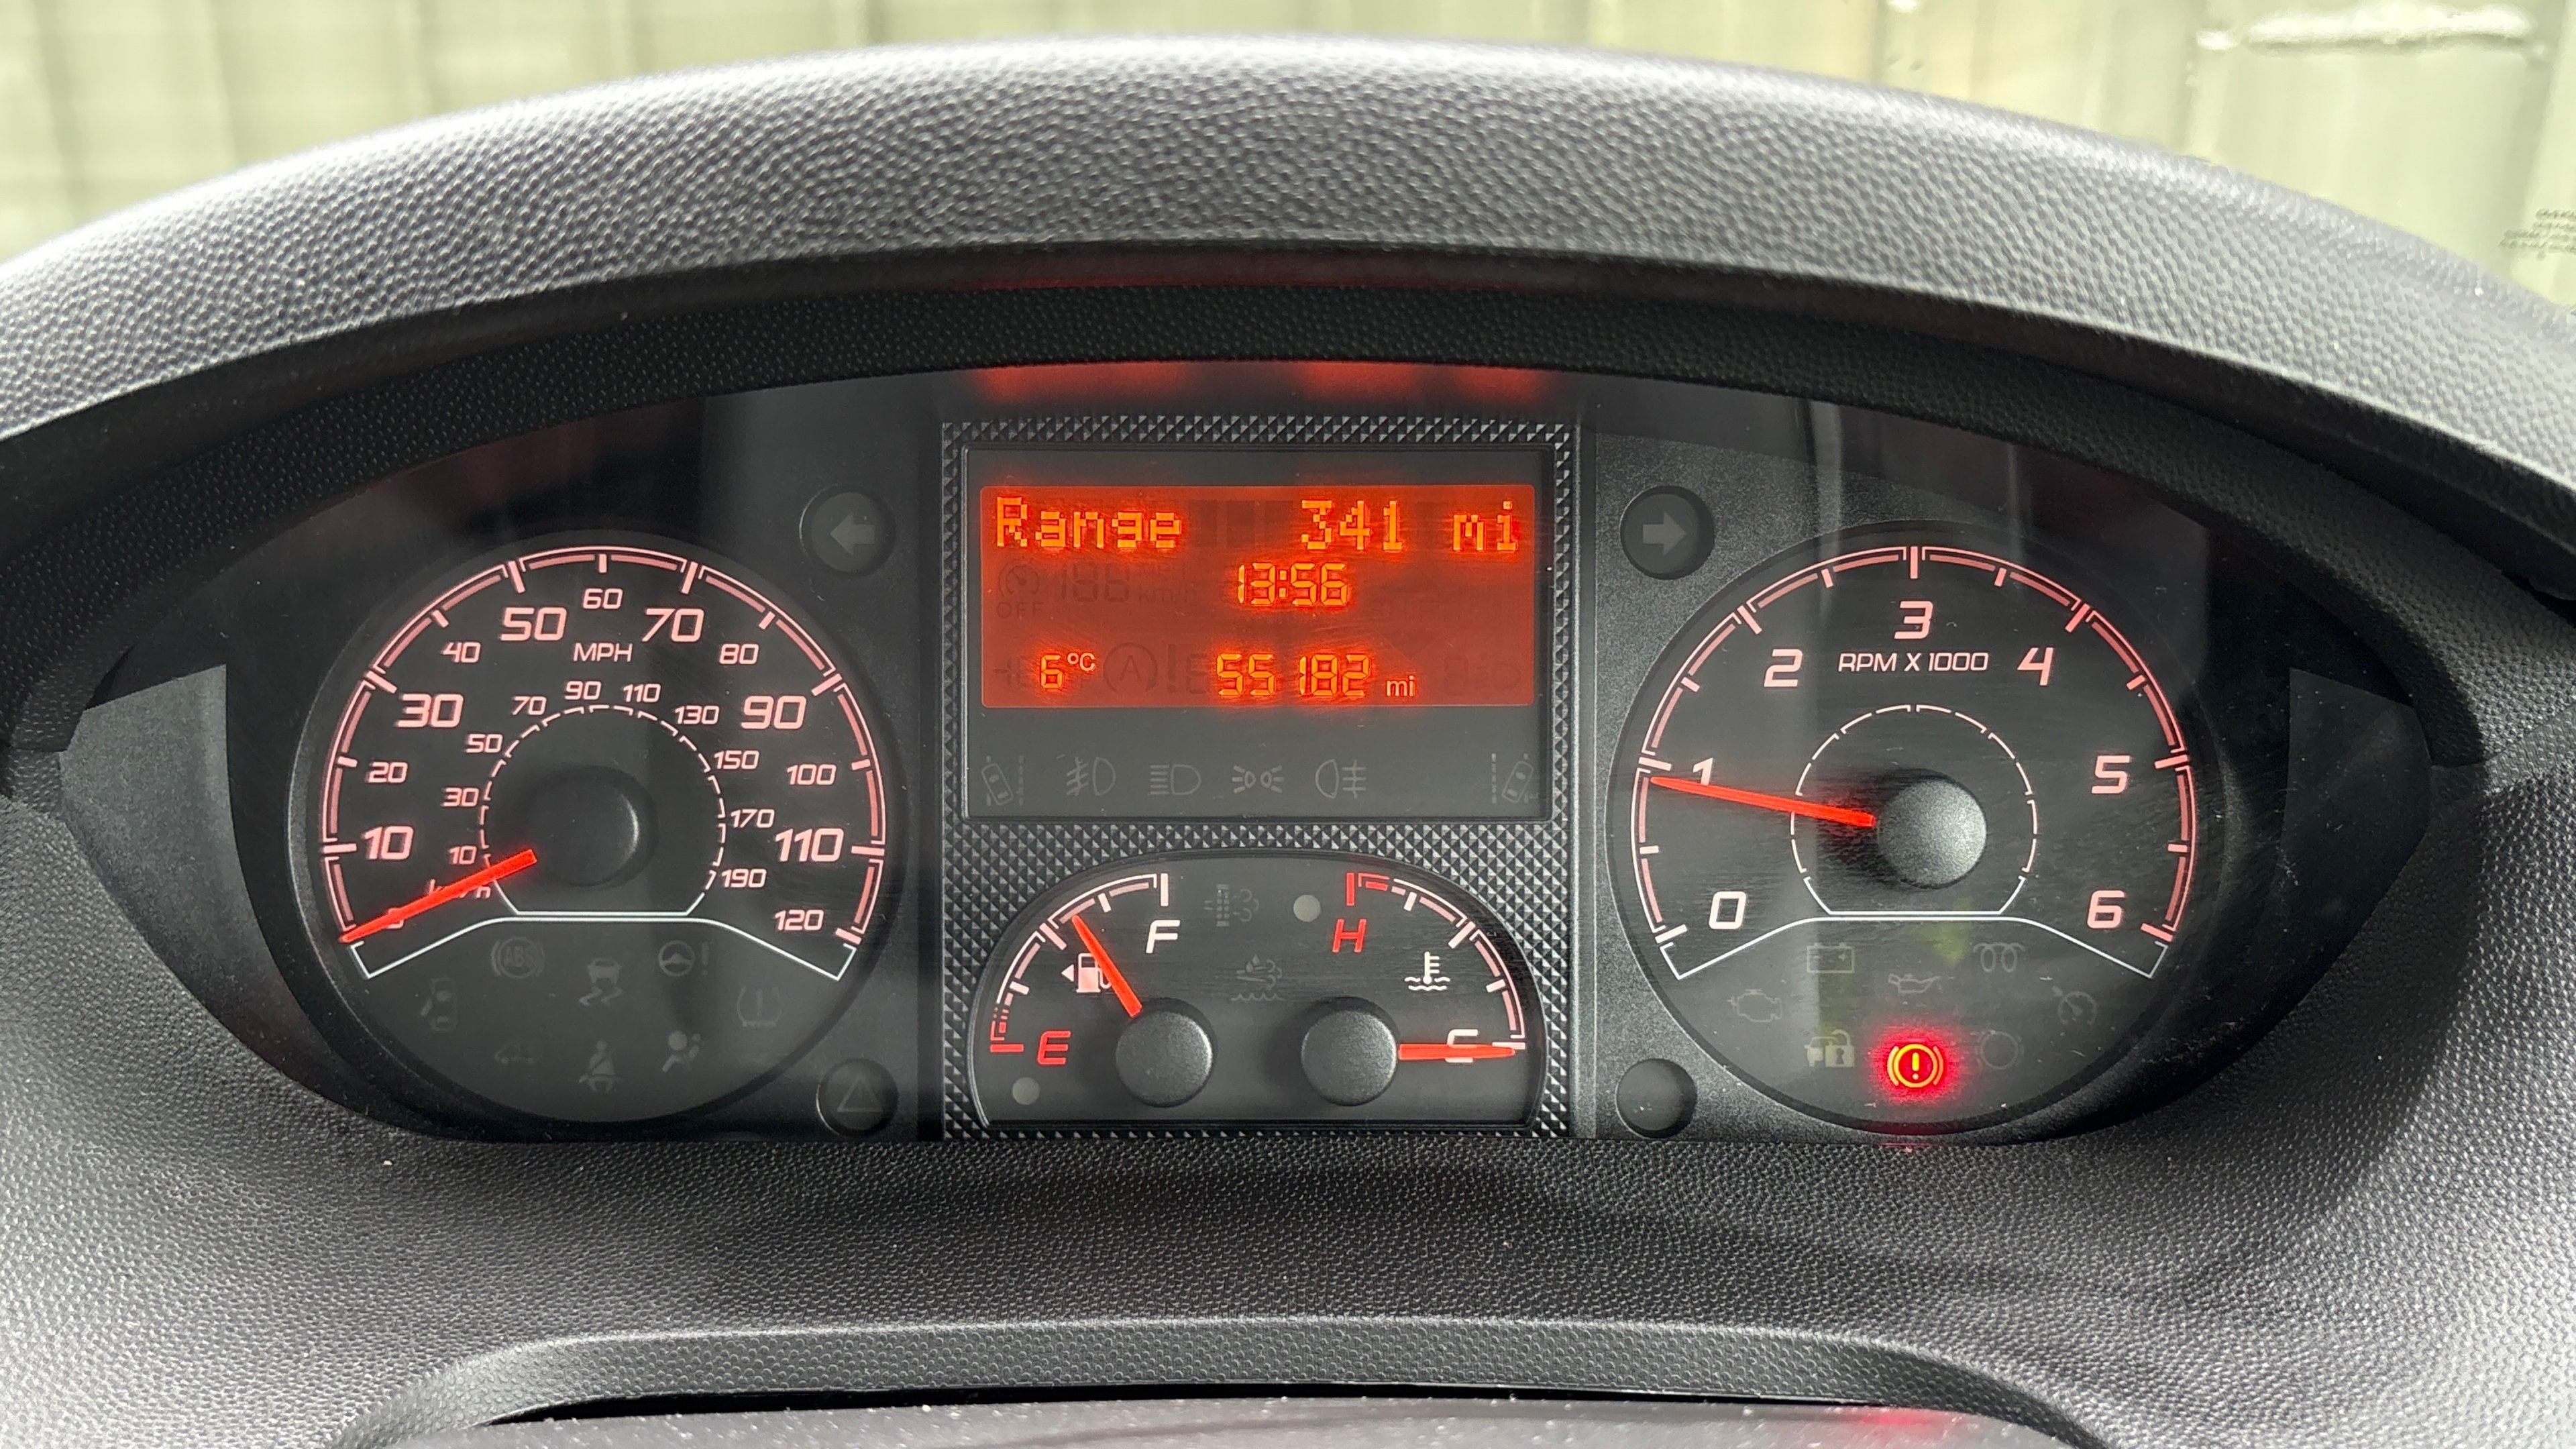 Range 341 mi
13:56
6°C 55182 mi
10 20 30 40 50 60 70 80 90 100 110 120
MPH
10 30 50 70 90 110 130 150 170 190
0 1 2 3 4 5 6
RPM X 1000
F
E
H
C
ABS